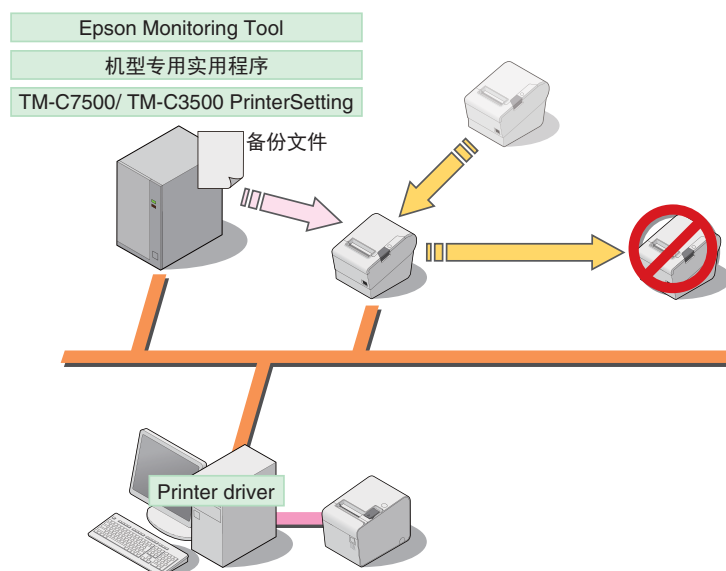 Epson Monitoring Tool
机型专用实用程序
TM-C7500/ TM-C3500 PrinterSetting
备份文件
Printer driver